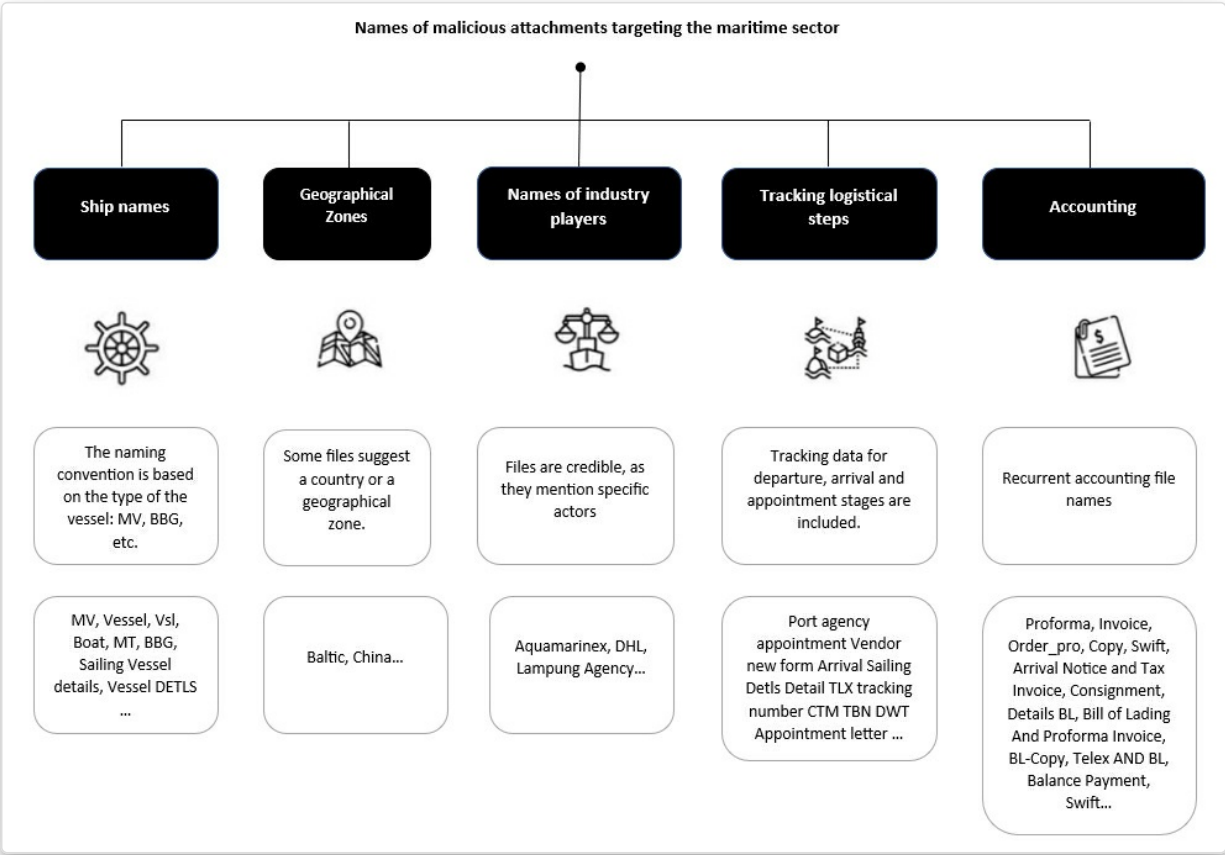 Names of malicious attachments targeting the maritime sector
Ship names
Geographical
Zones
Names of industry
players
Tracking logistical
steps
Accounting
$
The naming
convention is based
on the type of the
vessel: MV, BBG,
etc.
Some files suggest
a country or a
geographical
zone.
Files are credible, as
they mention specific
actors
Tracking data for
departure, arrival and
appointment stages are
included.
Recurrent accounting file
names
MV, Vessel, Vsl,
Boat, MT, BBG,
Sailing Vessel
details, Vessel DETLS
...
Baltic, China...
Aquamarinex, DHL,
Lampung Agency...
Port agency
appointment Vendor
new form Arrival Sailing
Detls Detail TLX tracking
number CTM TBN DWT
Appointment letter ...
Proforma, Invoice,
Order_pro, Copy, Swift,
Arrival Notice and Tax
Invoice, Consignment,
Details BL, Bill of Lading
And Proforma Invoice,
BL-Copy, Telex AND BL,
Balance Payment,
Swift...